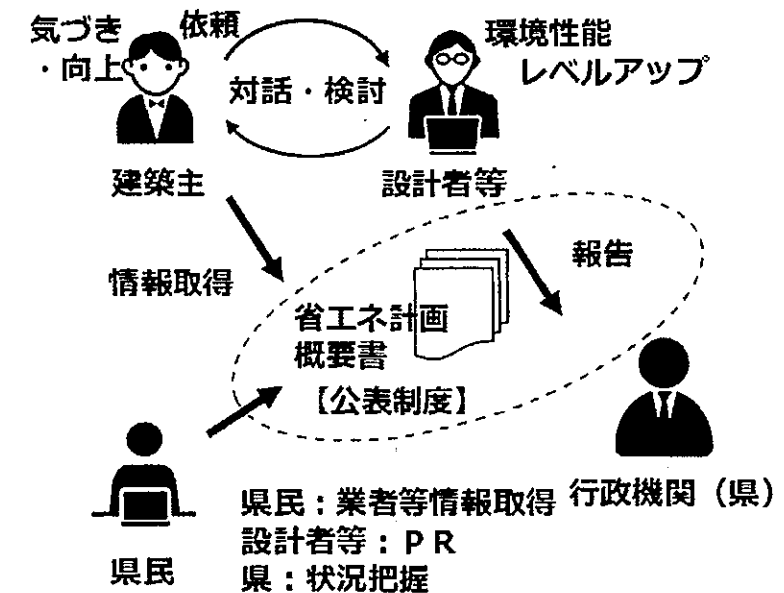 気づき
・向上
依頼
対話・検討
環境性能
レベルアップ
建築主
設計者等
情報取得
報告
省エネ計画
概要書
【公表制度】
行政機関（県）
県民
県民：業者等情報取得
設計者等：ＰＲ
県：状況把握